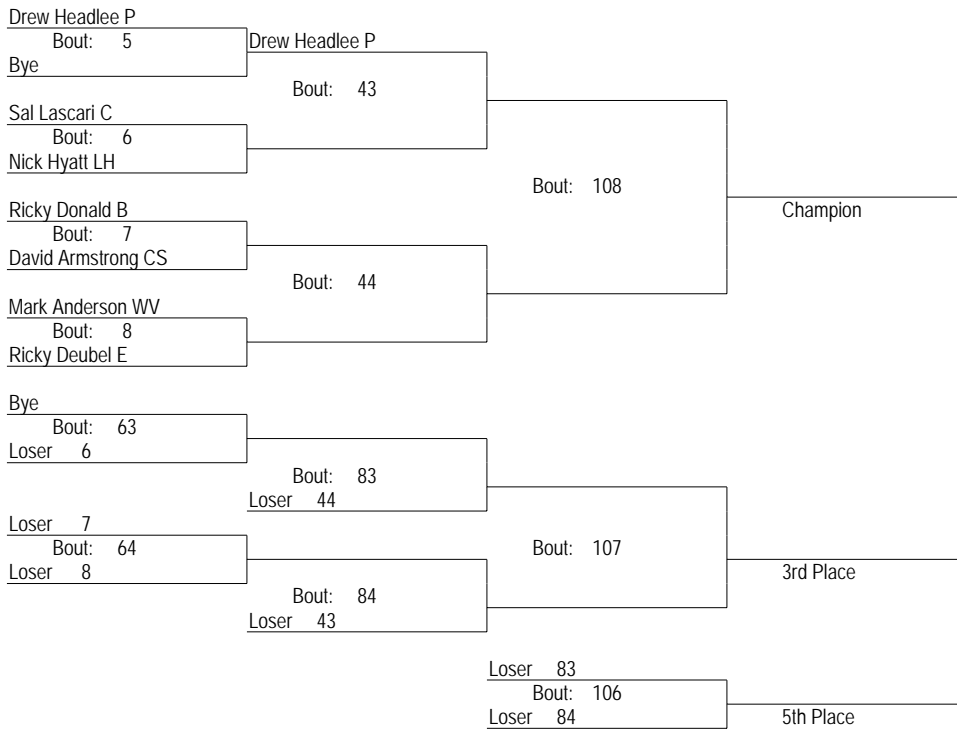 Drew Headlee P
Bout: 5
Drew Headlee P
Bye
Bout: 43
Sal Lascari C
Bout: 6
Nick Hyatt LH
Bout: 108
Ricky Donald B
Champion
Bout: 7
David Armstrong CS
Bout: 44
Mark Anderson WV
Bout: 8
Ricky Deubel E
Bye
Bout: 63
Loser 6
Bout: 83
Loser 44
Loser 7
Bout: 64
Bout: 107
Loser 8
3rd Place
Bout: 84
Loser 43
Loser 83
Bout: 106
Loser 84
5th Place